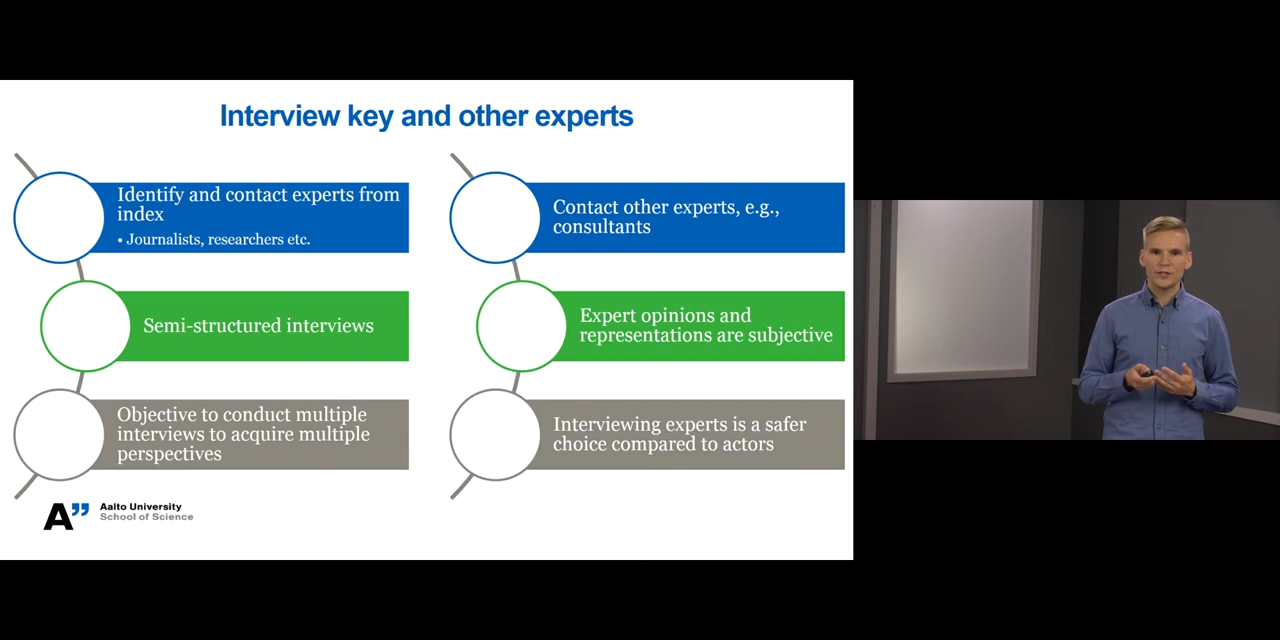 Interview key and other experts
Identify and contact experts from
index
• Journalists, researchers etc.
Semi-structured interviews
Objective to conduct multiple
interviews to acquire multiple
perspectives
Contact other experts, e.g.,
consultants
Expert opinions and
representations are subjective
Interviewing experts is a safer
choice compared to actors
A”
Aalto University
School of Science